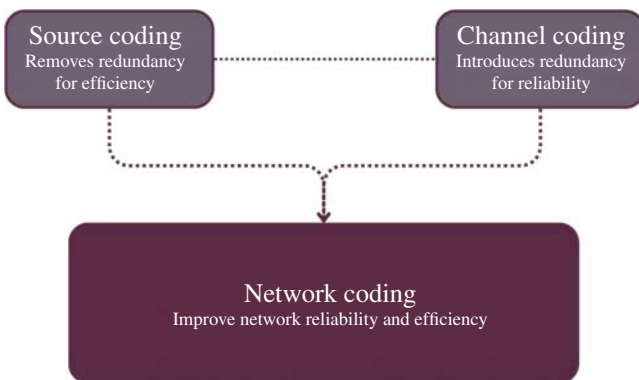 Source coding
Removes redundancy
for efficiency
Channel coding
Introduces redundancy
for reliability
Network coding
Improve network reliability and efficiency